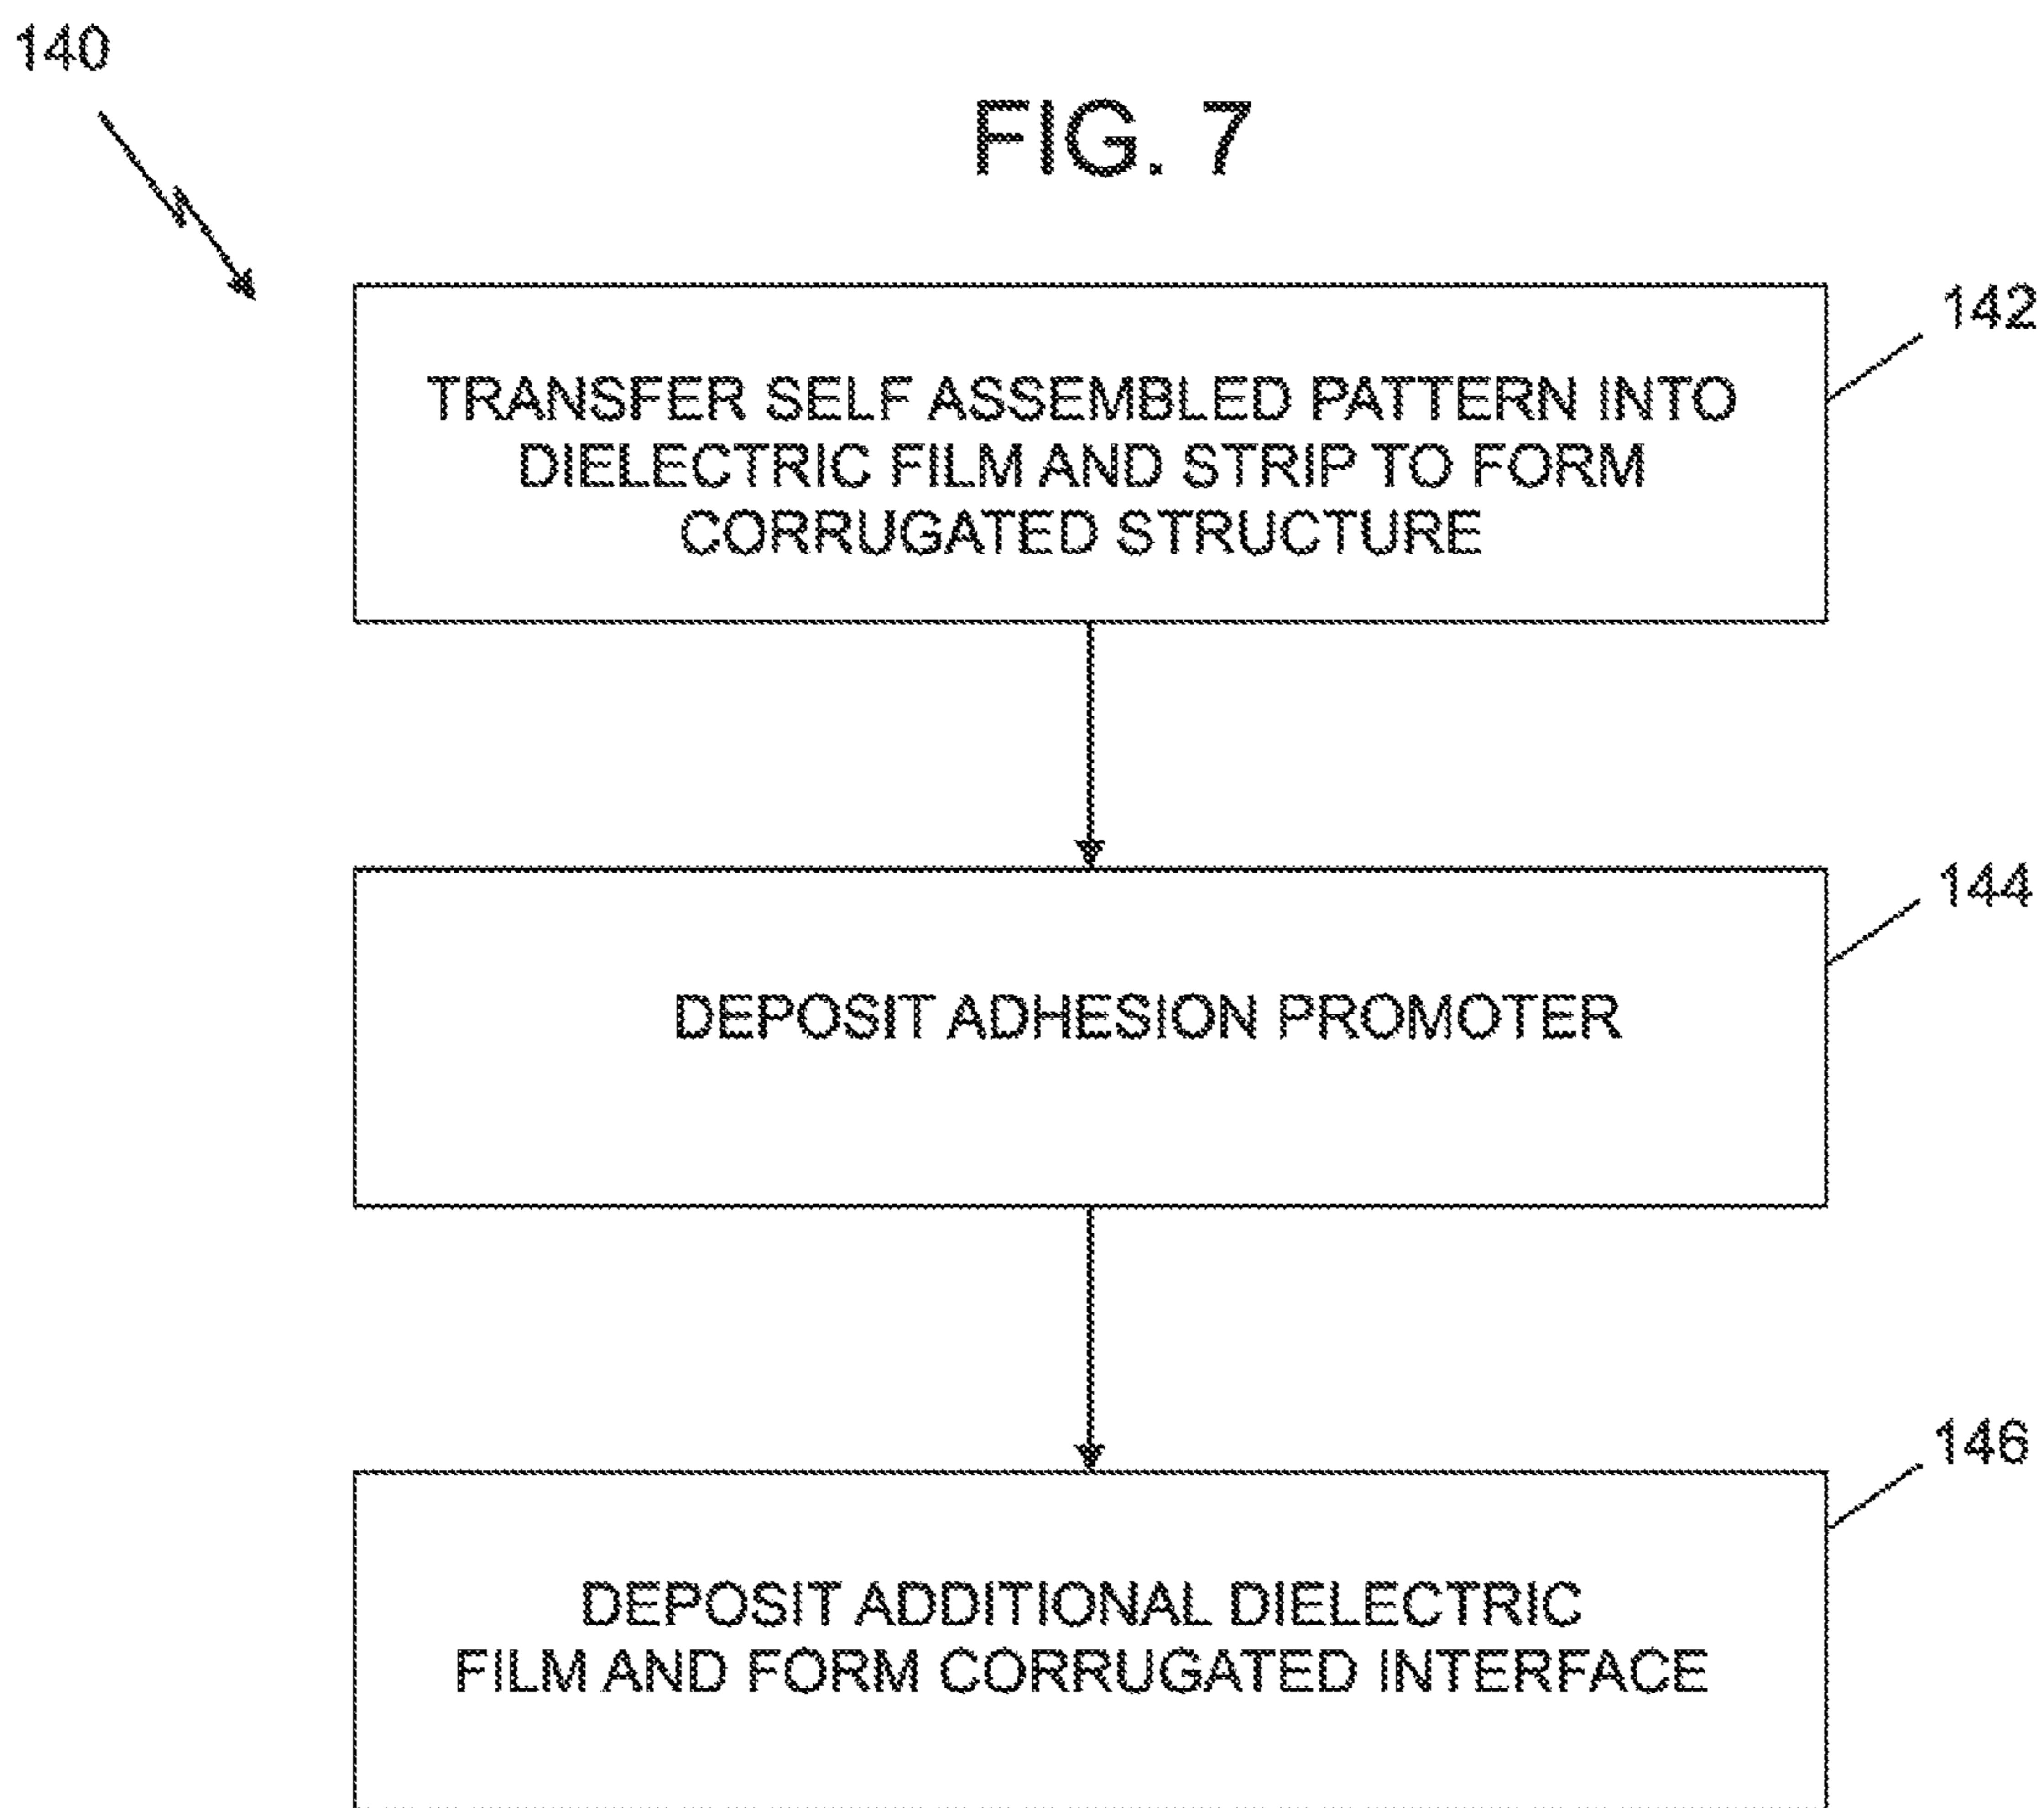 140
FIG. 7
142
TRANSFER SELF ASSEMBLED PATTERN INTO
DIELECTRIC FILM AND STRIP TO FORM
CORRUGATED STRUCTURE
144
DEPOSIT ADHESION PROMOTER
146
DEPOSIT ADDITIONAL DIELECTRIC
FILM AND FORM CORRUGATED INTERFACE